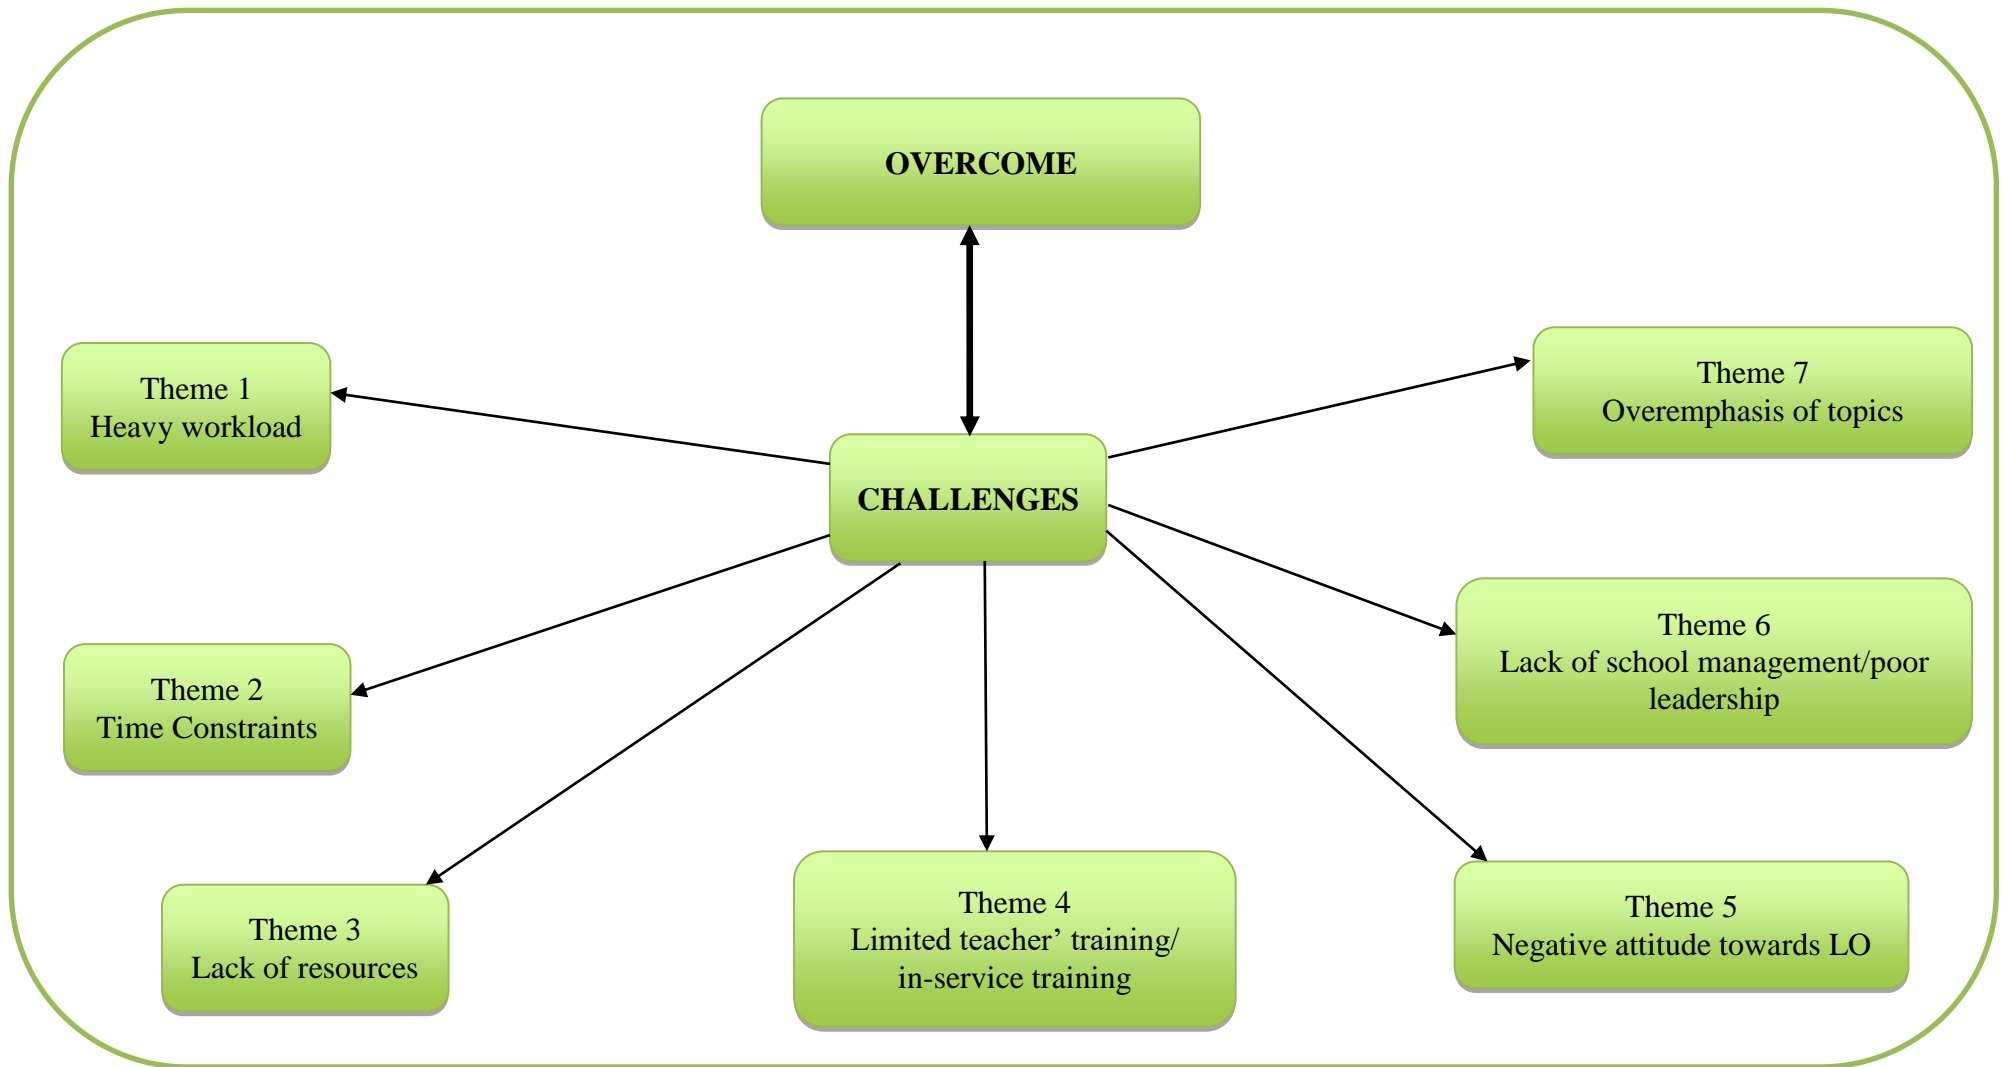 OVERCOME
CHALLENGES
Theme 1
Heavy workload
Theme 2
Time Constraints
Theme 3
Lack of resources
Theme 4
Limited teacher’ training/
in-service training
Theme 5
Negative attitude towards LO
Theme 6
Lack of school management/poor
leadership
Theme 7
Overemphasis of topics